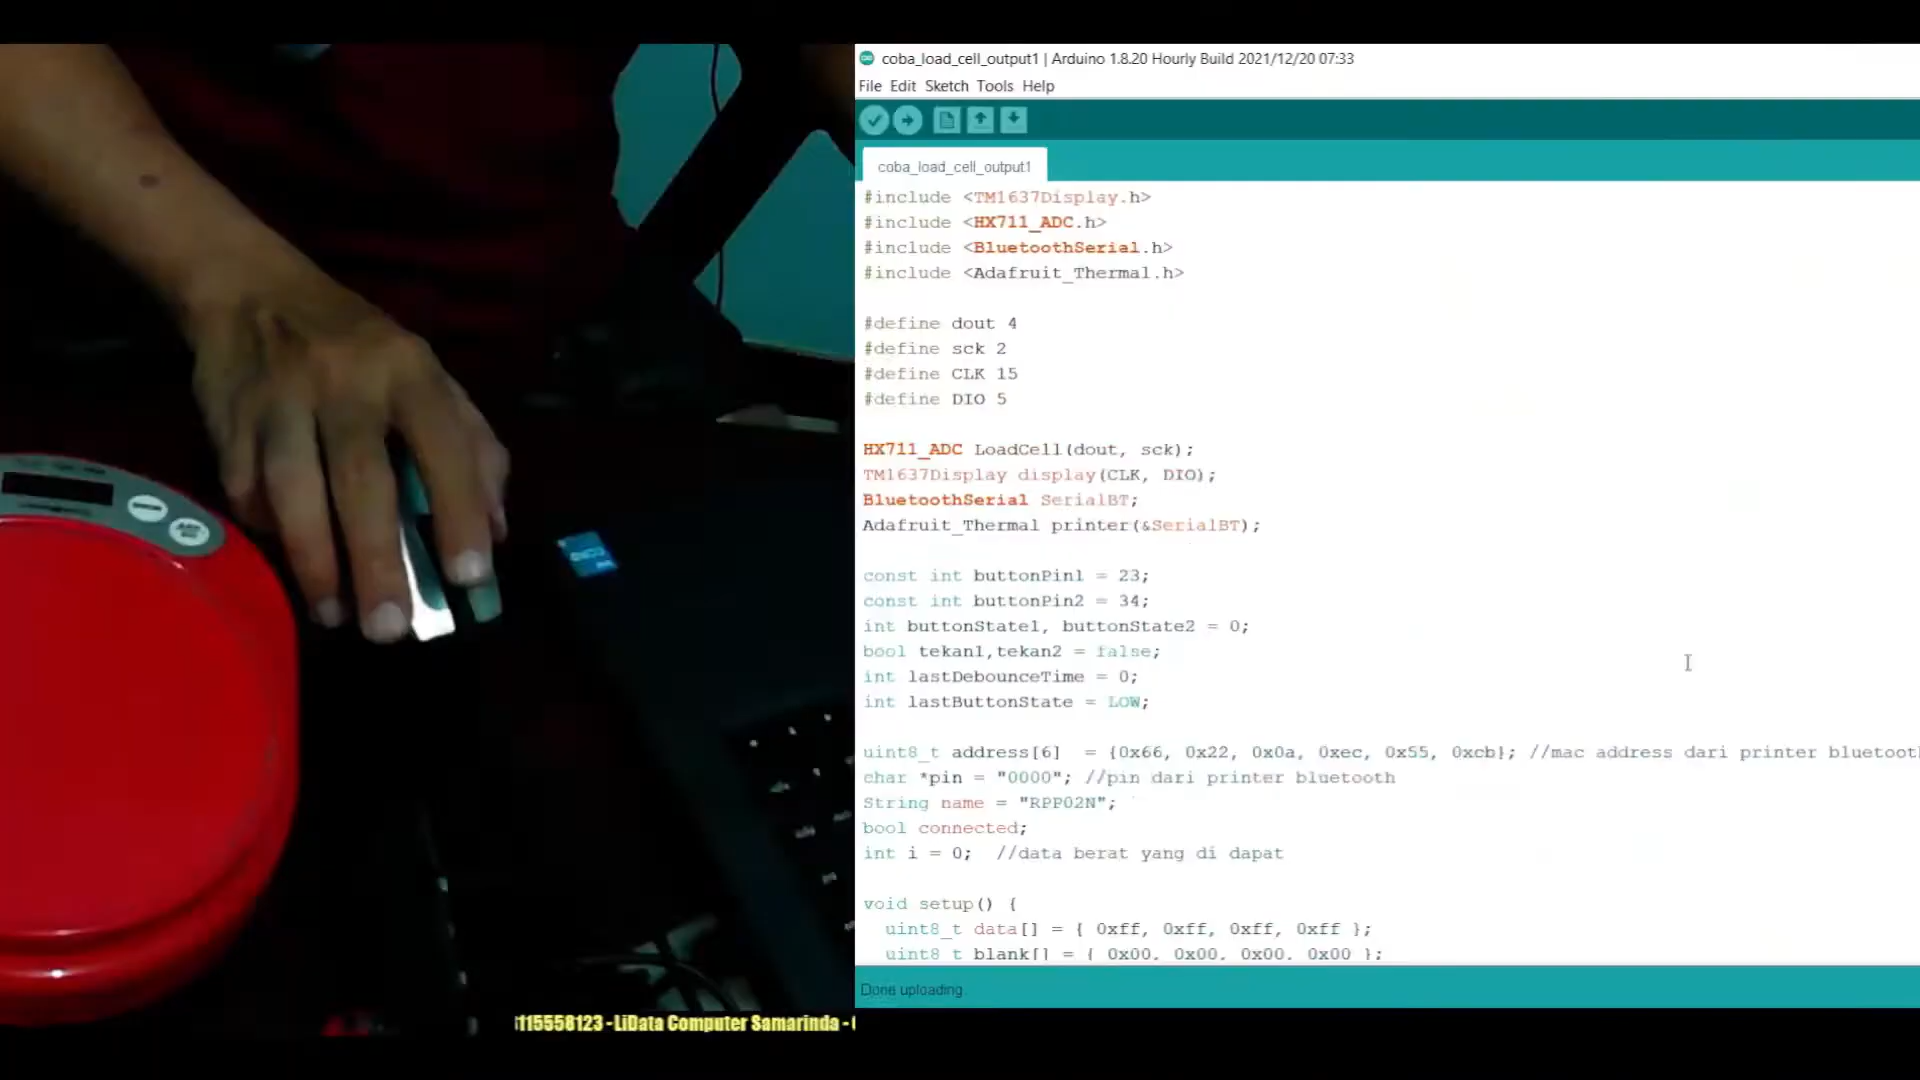 coba_load_cell_output1 | Arduino 1.8.20 Hourly Build 2021/12/20 07:33
File Edit Sketch Tools Help
coba_load_cell_output1
#include <TM1637Display.h>
#include <HX711_ADC.h>
#include <BluetoothSerial.h>
#include <Adafruit_Thermal.h>
#define dout 4
#define sck 2
#define CLK 15
#define DIO 5
HX711_ADC LoadCell(dout, sck);
TM1637Display display(CLK, DIO);
BluetoothSerial SerialBT;
Adafruit_Thermal printer(&SerialBT);
const int buttonPin1 = 23;
const int buttonPin2 = 34;
int buttonState1, buttonState2 = 0;
bool tekan1,tekan2 = false;
int lastDebounceTime = 0;
int lastButtonState = LOW;
uint8_t address[6]  = {0x66, 0x22, 0x0a, 0xec, 0x55, 0xcb}; //mac address dari printer bluetoot
char *pin = "0000"; //pin dari printer bluetooth
String name = "RPP02N";
bool connected;
int i = 0;  //data berat yang di dapat
void setup() {
uint8_t data[] = { 0xff, 0xff, 0xff, 0xff };
uint8_t blank[] = { 0x00, 0x00, 0x00, 0x00 };
Done uploading.
115558123 - LiData Computer Samarinda -